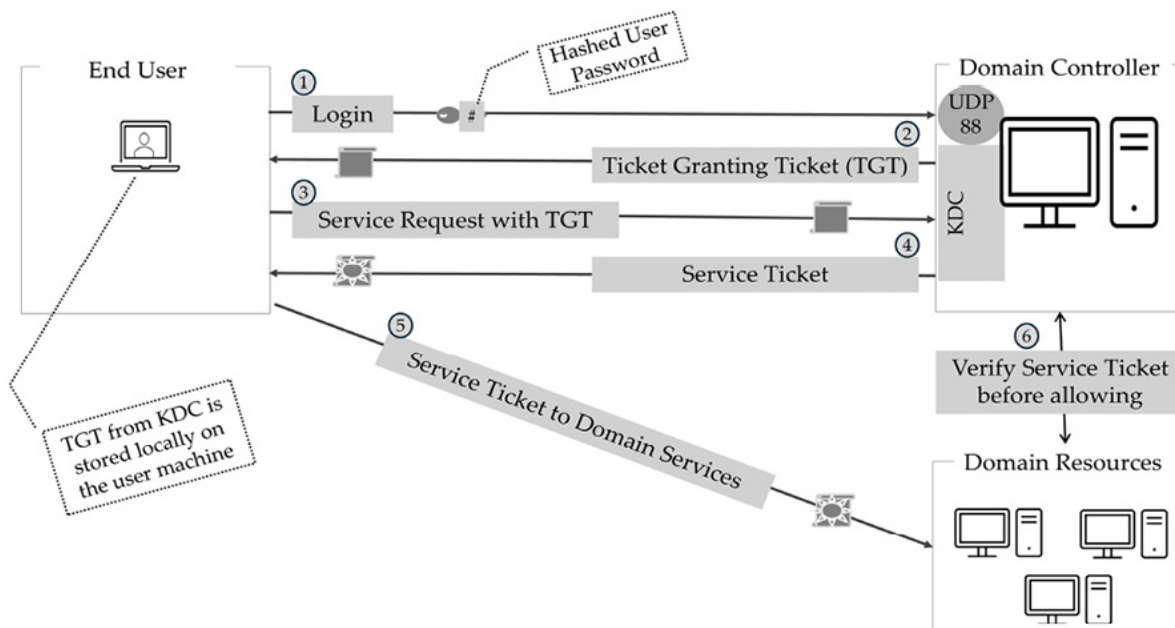 End User
1
Login
#
Hashed User
Password
Domain Controller
UDP
88
2
Ticket Granting Ticket (TGT)
3
Service Request with TGT
KDC
4
Service Ticket
5
Service Ticket to Domain Services
6
Verify Service Ticket
before allowing
TGT from KDC is
stored locally on
the user machine
Domain Resources